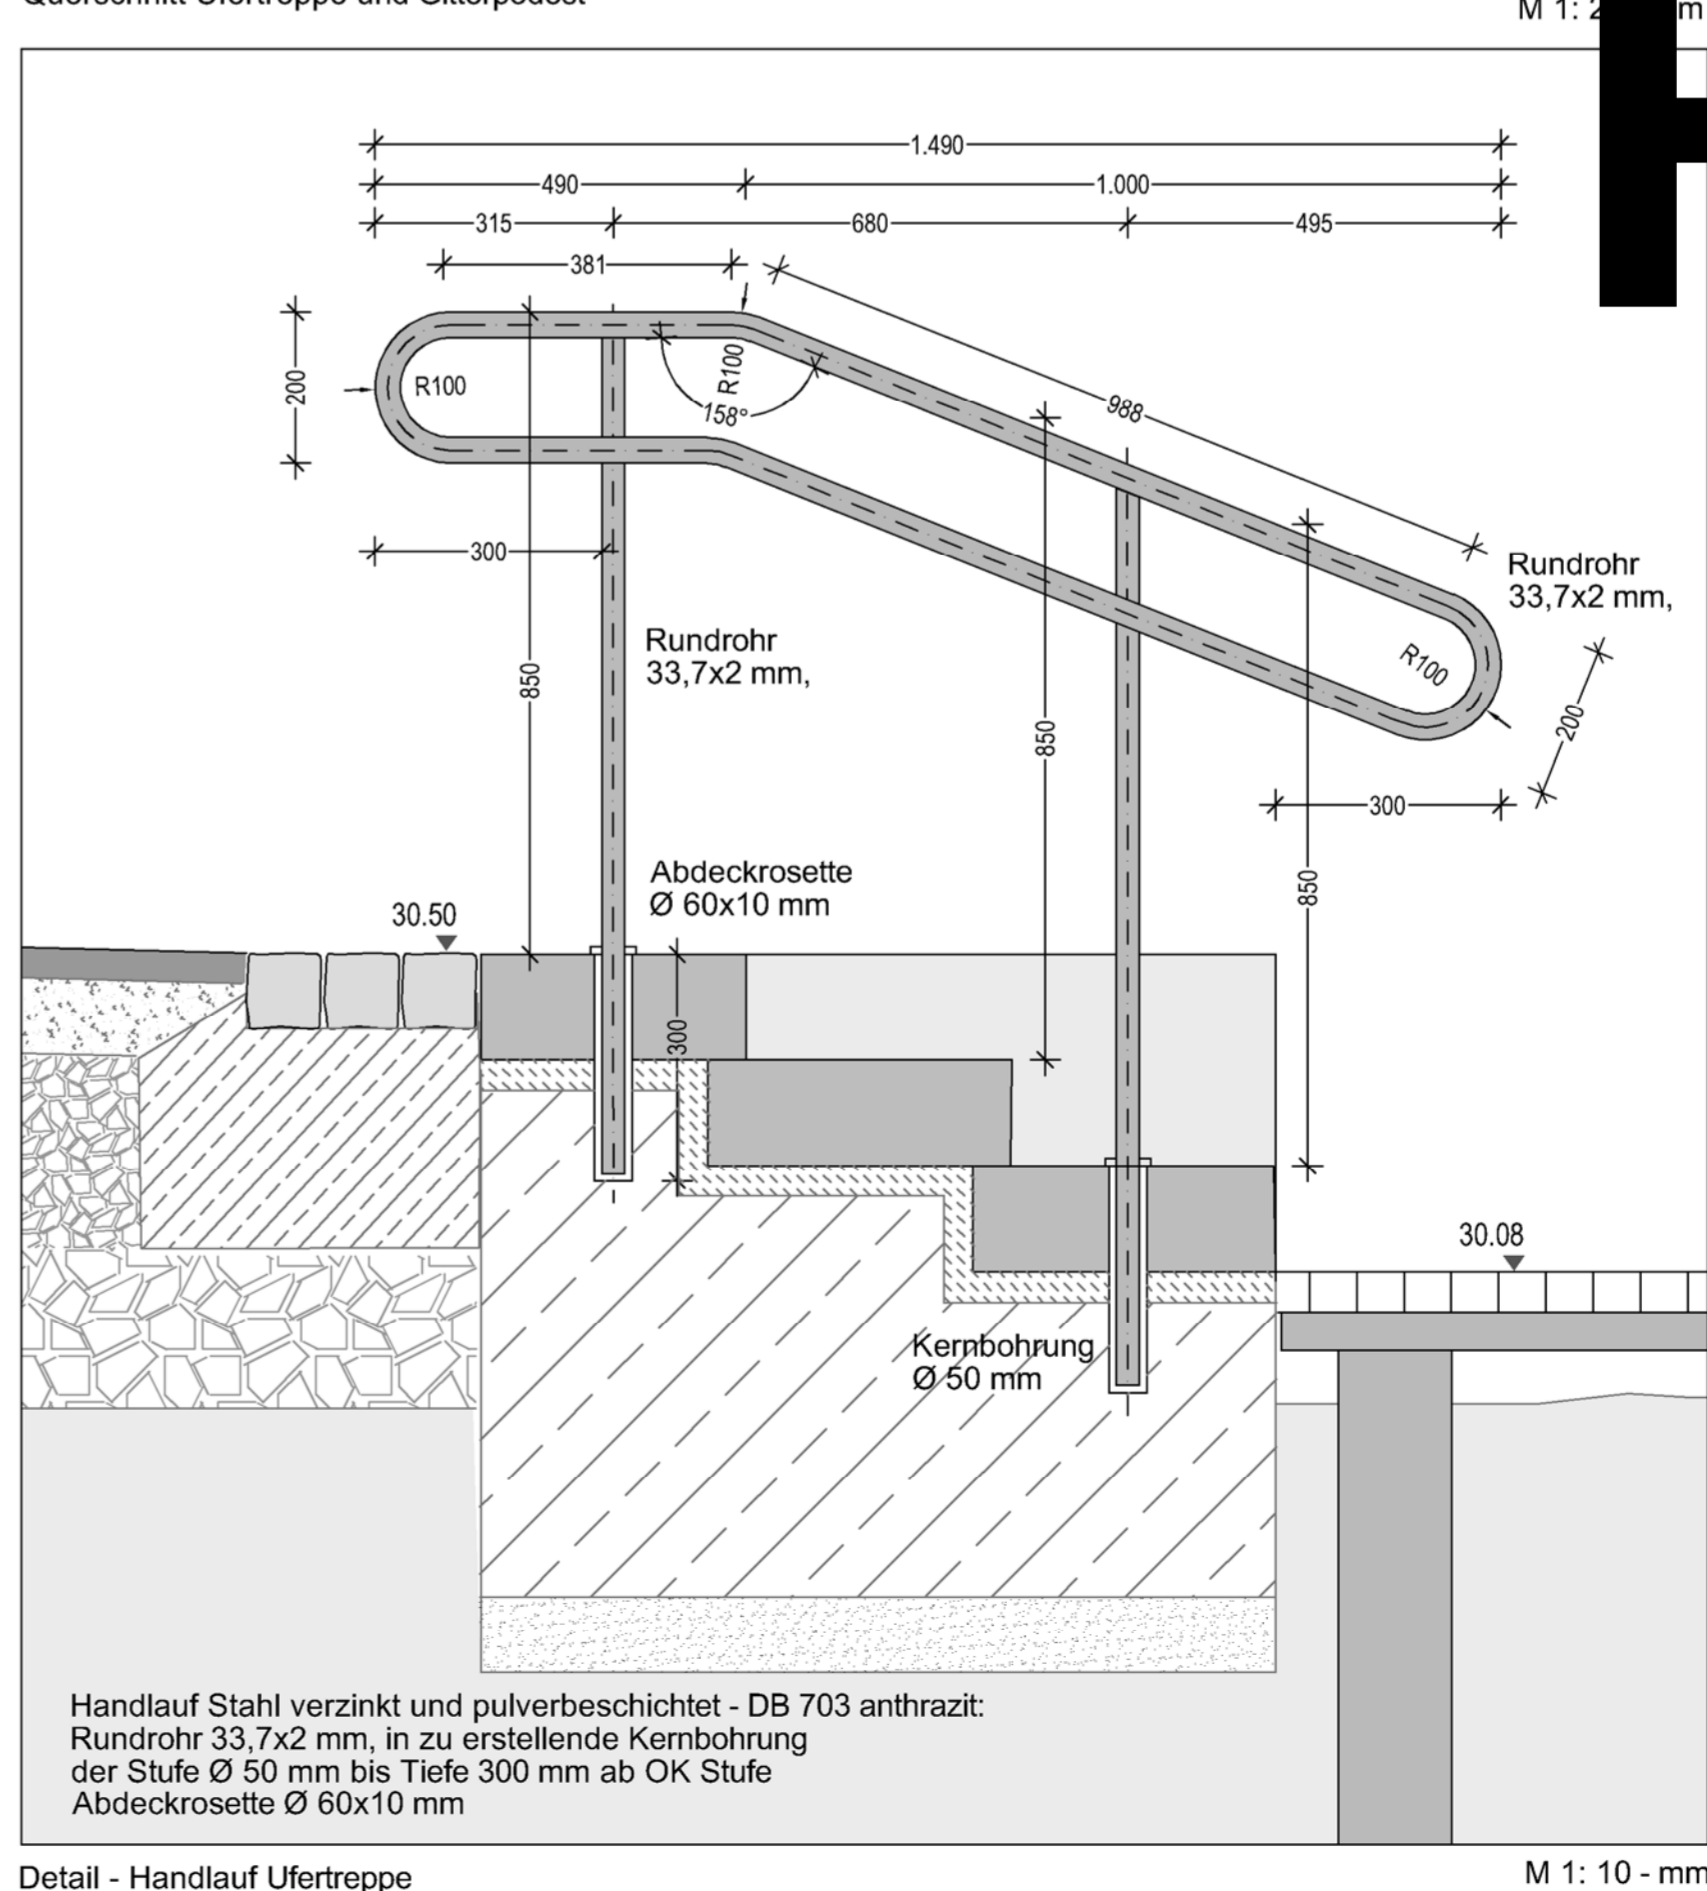 Querschnitt Ufertreppe und Gitterpodest
M 1: 2
m
1.490
490
1.000
315
680
495
381
988
200
R100
R100
158°
300
850
850
850
Rundrohr
33,7x2 mm,
Rundrohr
33,7x2 mm,
R100
200
300
Abdeckrosette
Ø 60x10 mm
30.50
300
30.08
Kernbohrung
Ø 50 mm
Handlauf Stahl verzinkt und pulverbeschichtet - DB 703 anthrazit:
Rundrohr 33,7x2 mm, in zu erstellende Kernbohrung
der Stufe Ø 50 mm bis Tiefe 300 mm ab OK Stufe
Abdeckrosette Ø 60x10 mm
Detail - Handlauf Ufertreppe
M 1: 10 - mm